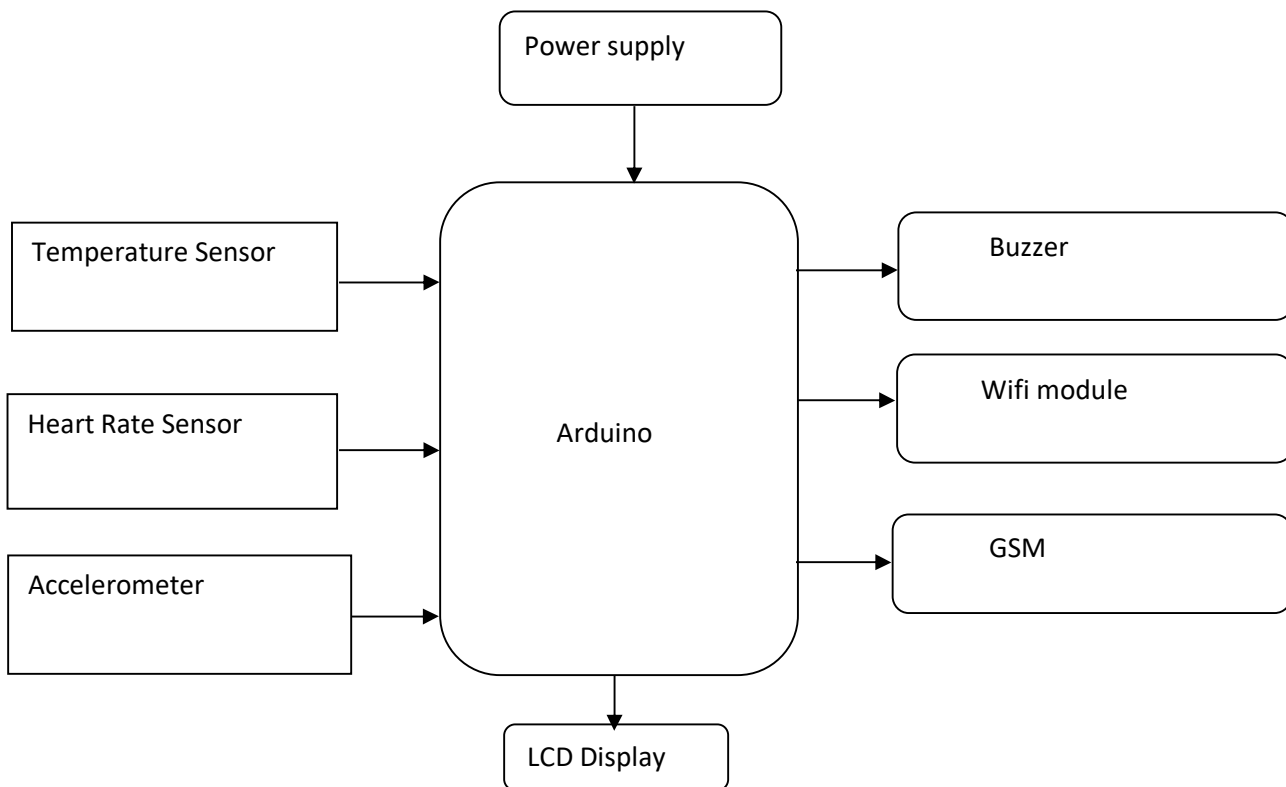 Power supply
Temperature Sensor
Buzzer
Heart Rate Sensor
Arduino
Wifi module
Accelerometer
GSM
LCD Display